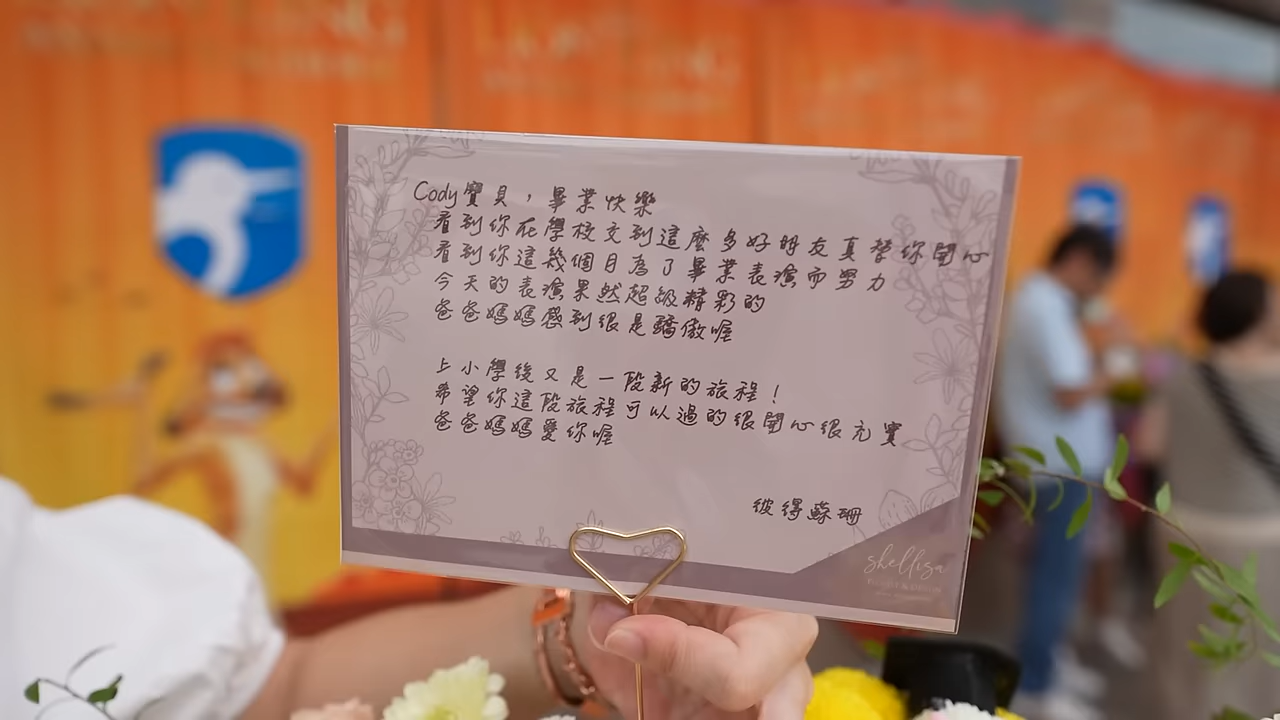 Cody寶貝，畢業快樂
看到你在學校交到這麼多好朋友真替你開心
看到你這幾個月為了畢業表演而努力
今天的表演果然超級精彩的
爸爸媽媽感到很是驕傲喔
上小學後又是一段新的旅程！
希望你這段旅程可以過的很開心很充實
爸爸媽媽愛你喔
彼得蘇珊
shellisa